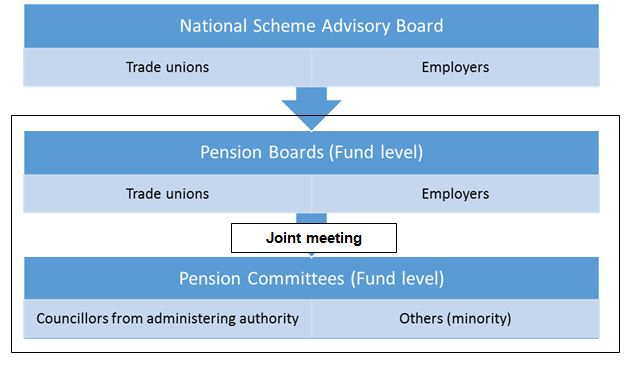 National Scheme Advisory Board
Trade unions
Employers
Pension Boards (Fund level)
Trade unions
Employers
Joint meeting
Pension Committees (Fund level)
Councillors from administering authority
Others (minority)